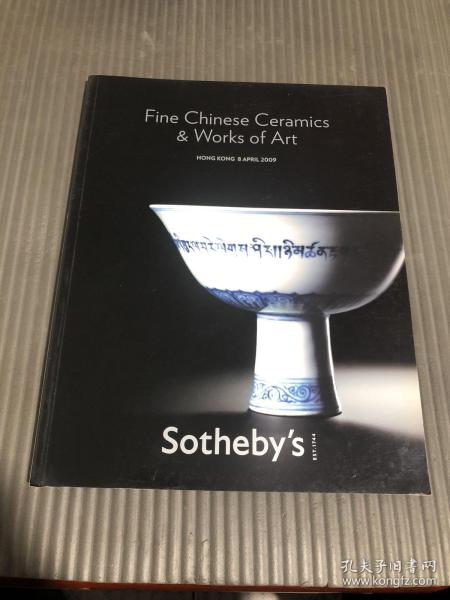 Fine Chinese Ceramics
& Works of Art
HONG KONG 8 APRIL 2009
Sotheby's
EST. 1744
孔夫子旧书网
www.kongfz.com